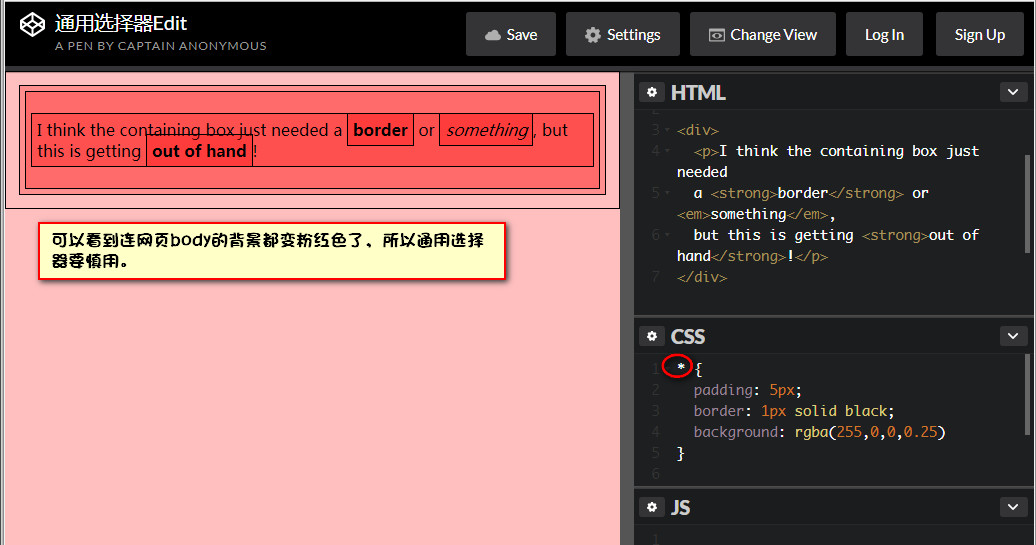 通用选择器Edit
A PEN BY CAPTAIN ANONYMOUS
Save
Settings
Change View
Log In
Sign Up
I think the containing box just needed a border or something, but
this is getting out of hand!
可以看到连网页body的背景都变粉红色了、所以通用选择
器要慎用。
HTML
2
3 <div>
4 <p>I think the containing box just
needed
5 a <strong>border</strong> or
<em>something</em>,
6 but this is getting <strong>out of
hand</strong>!</p>
7 </div>
CSS
1 * {
2 padding: 5px;
3 border: 1px solid black;
4 background: rgba(255,0,0,0.25)
5 }
6
JS
1